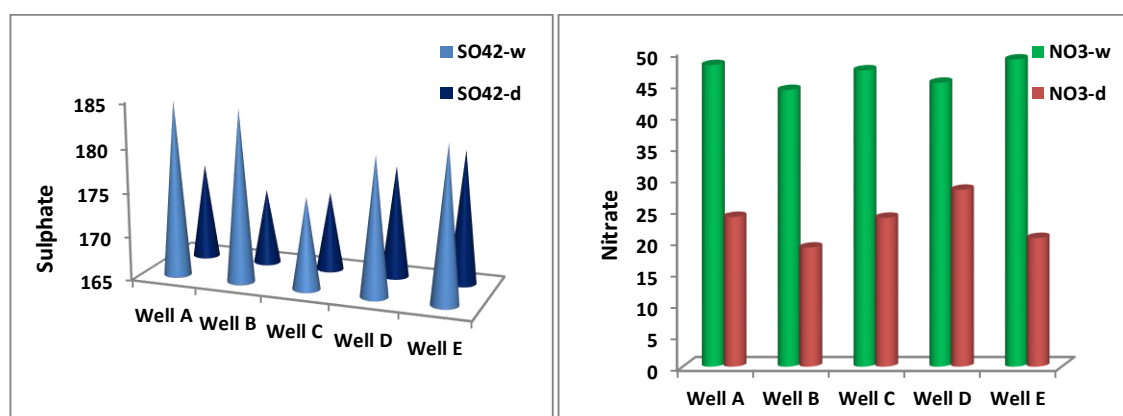 SO42-w
SO42-d
185
180
175
170
165
Sulphate
Well A
Well B
Well C
Well D
Well E
NO3-w
NO3-d
50
45
40
35
30
25
20
15
10
5
0
Nitrate
Well A Well B Well C Well D Well E